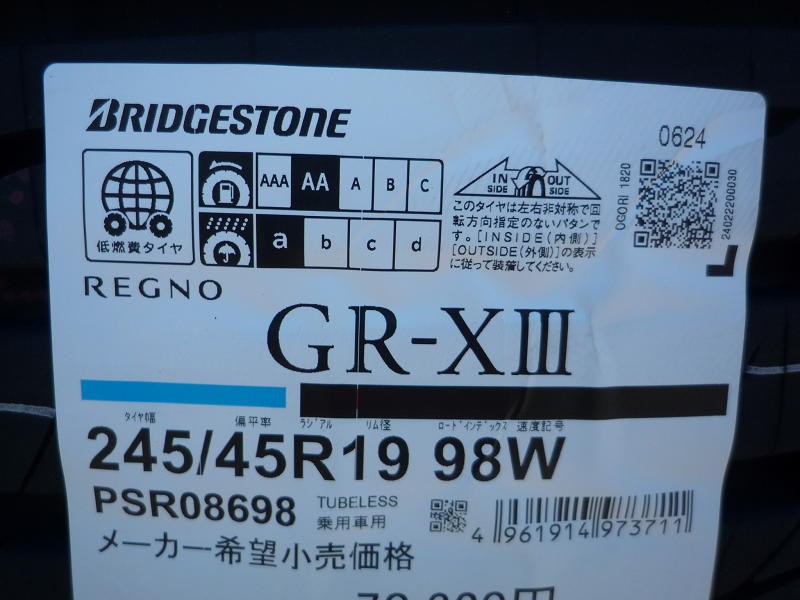 BRIDGESTONE
0624
低燃費タイヤ
AAA AA A B C
a b c d
IN SIDE OUT SIDE
このタイヤは左右非対称で回
転方向指定のないパタンで
す。[INSIDE(内側)]
[OUTSIDE(外側)]の表示
に従って装着してください。
1820
24022200030
REGNO
GR-XIII
タイヤ幅 偏平率 ラジアル リム径 ロードインデックス 速度記号
245/45R19 98W
PSR08698
TUBELESS
乗用車用
4 961914 973711
メーカー希望小売価格